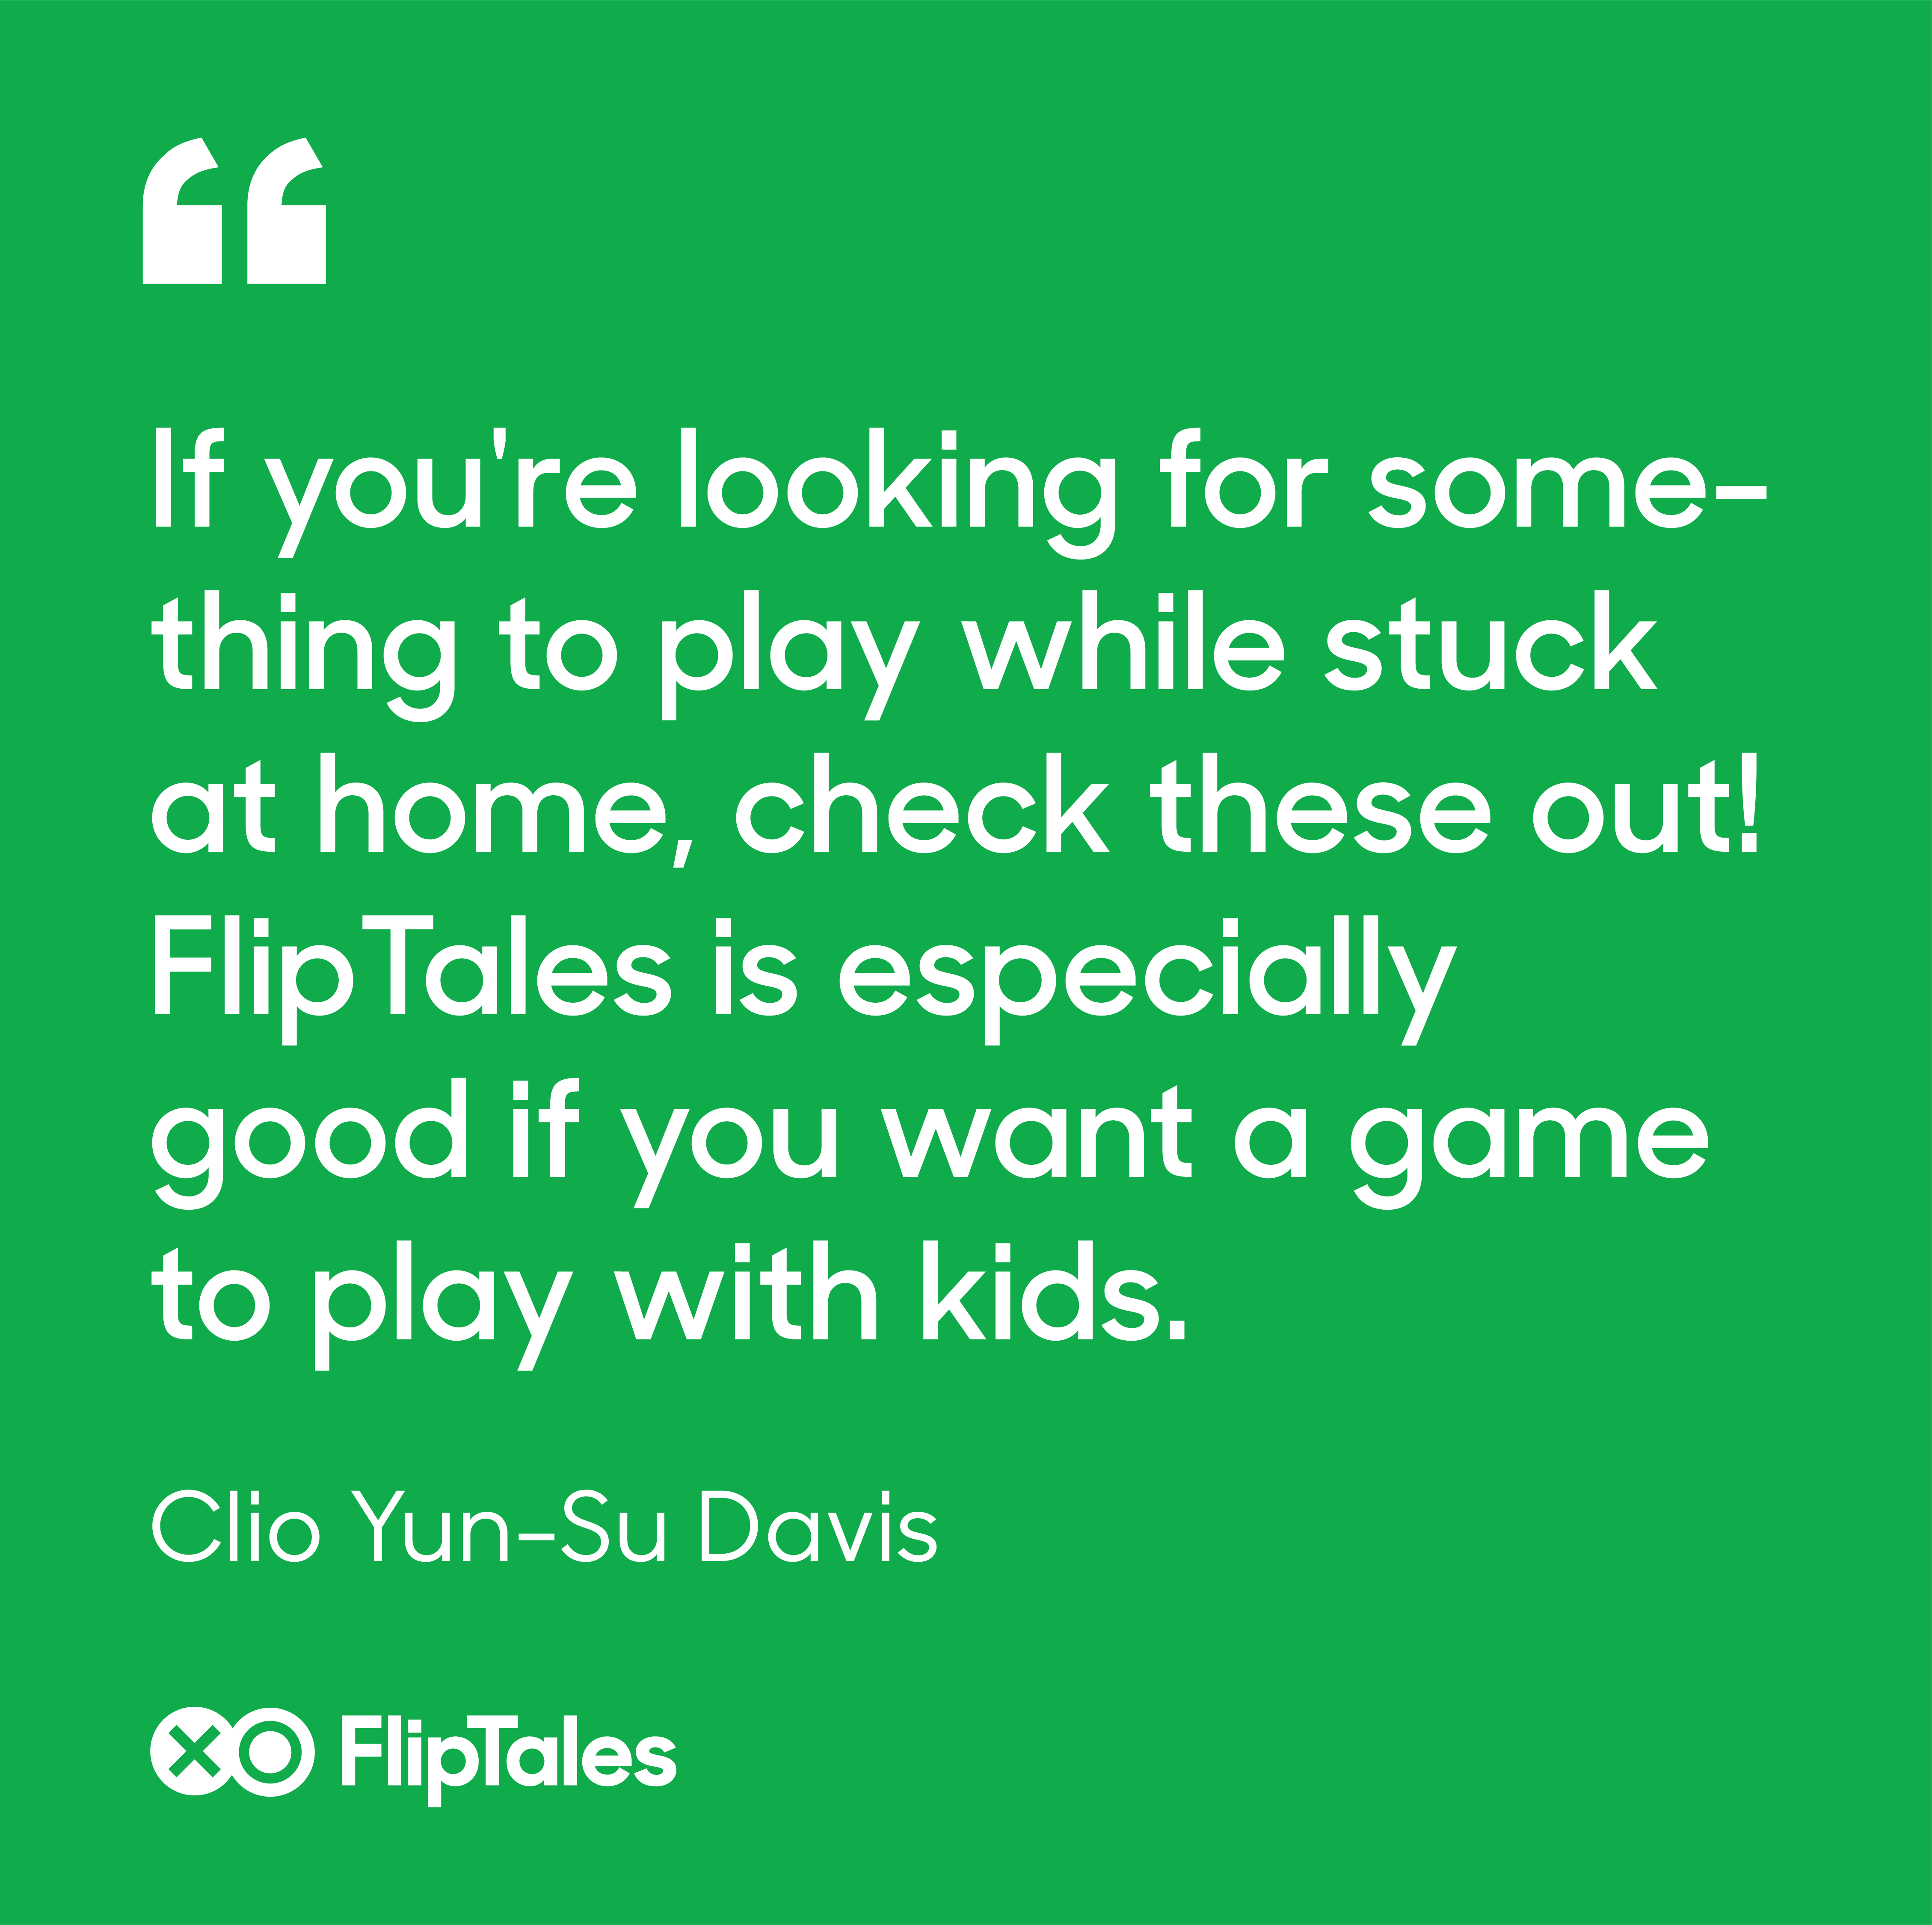 If you're looking for some-
thing to play while stuck
at home, check these out!
FlipTales is especially
good if you want a game
to play with kids.
Clio Yun-Su Davis
XO FlipTales